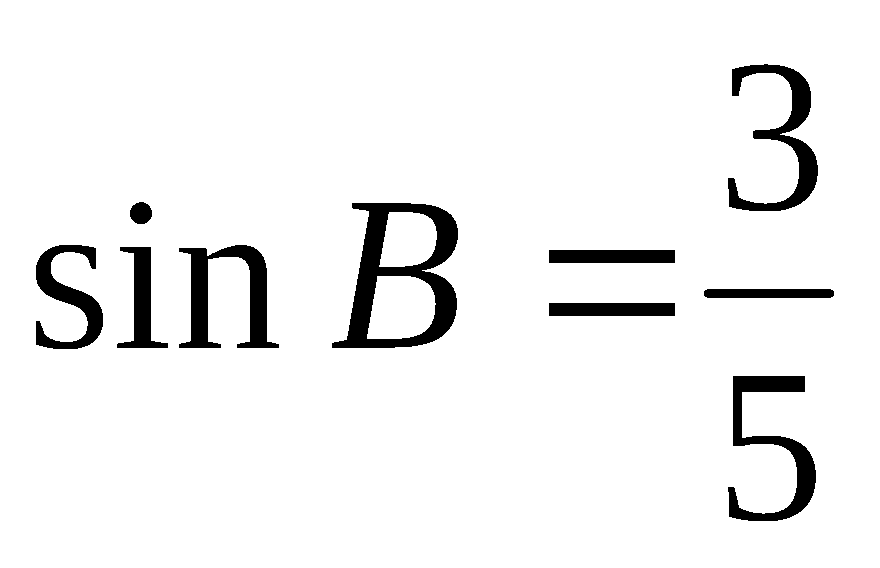 sin B = 3/5